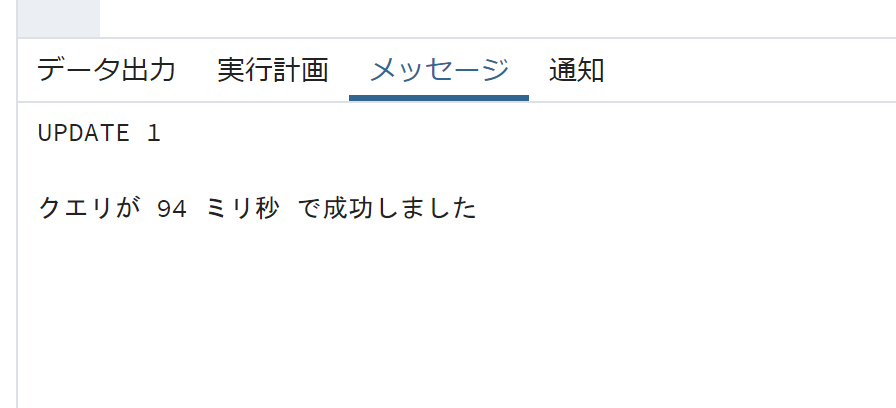 データ出力 実行計画 メッセージ 通知
UPDATE 1
クエリが 94 ミリ秒 で成功しました